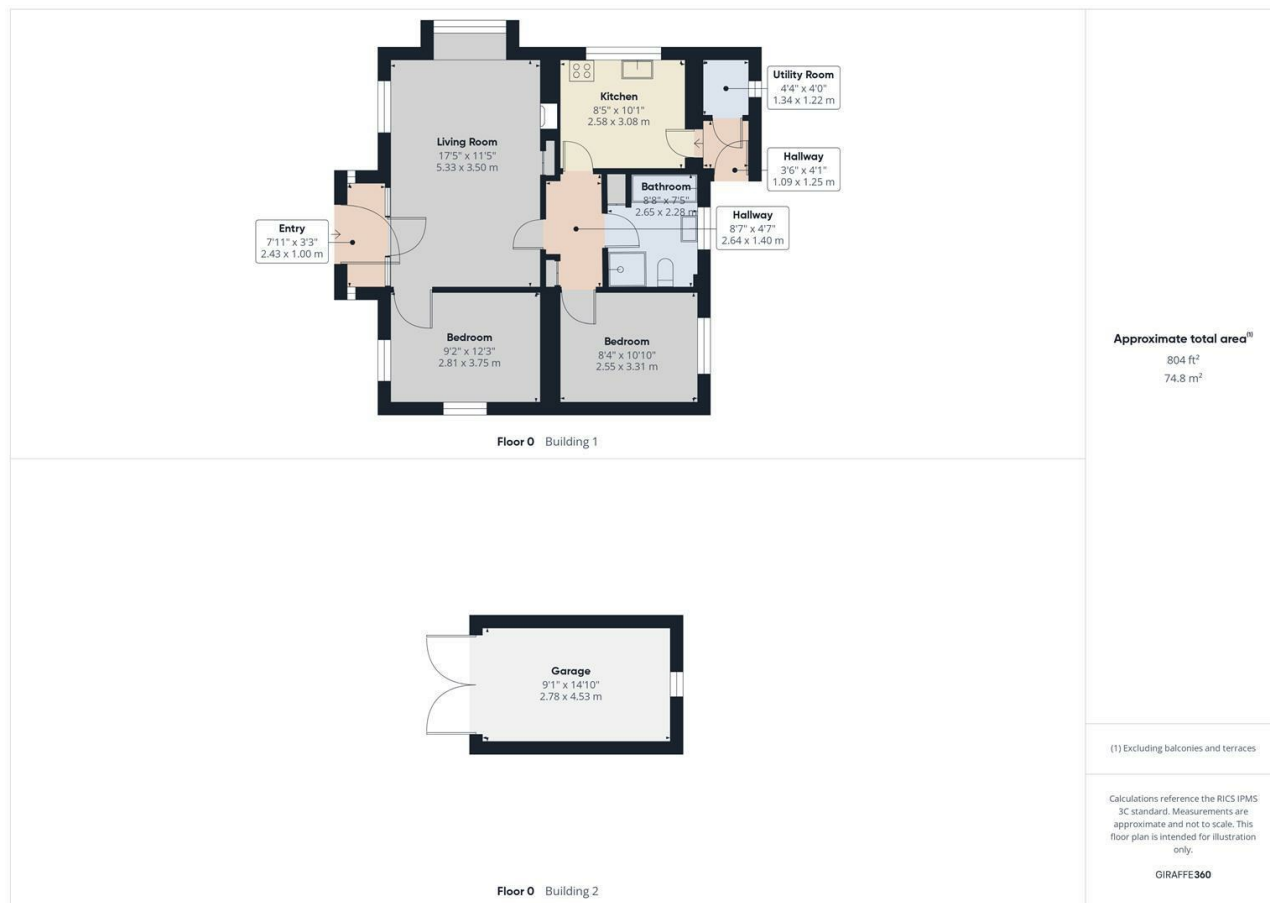 Utility Room
4'4" x 4'0"
1.34 x 1.22 m
Kitchen
8'5" x 10'1"
2.58 x 3.08 m
Living Room
17'5" x 11'5"
5.33 x 3.50 m
Hallway
3'6" x 4'1"
1.09 x 1.25 m
Bathroom
8'8" x 7'5"
2.65 x 2.28 m
Hallway
8'7" x 4'7"
2.64 x 1.40 m
Entry
7'11" x 3'3"
2.43 x 1.00 m
Bedroom
9'2" x 12'3"
2.81 x 3.75 m
Bedroom
8'4" x 10'10"
2.55 x 3.31 m
Floor 0 Building 1
Approximate total area(1)
804 ft²
74.8 m²
Garage
9'1" x 14'10"
2.78 x 4.53 m
Floor 0 Building 2
(1) Excluding balconies and terraces
Calculations reference the RICS IPMS
3C standard. Measurements are
approximate and not to scale. This
floor plan is intended for illustration
only.
GIRAFFE360